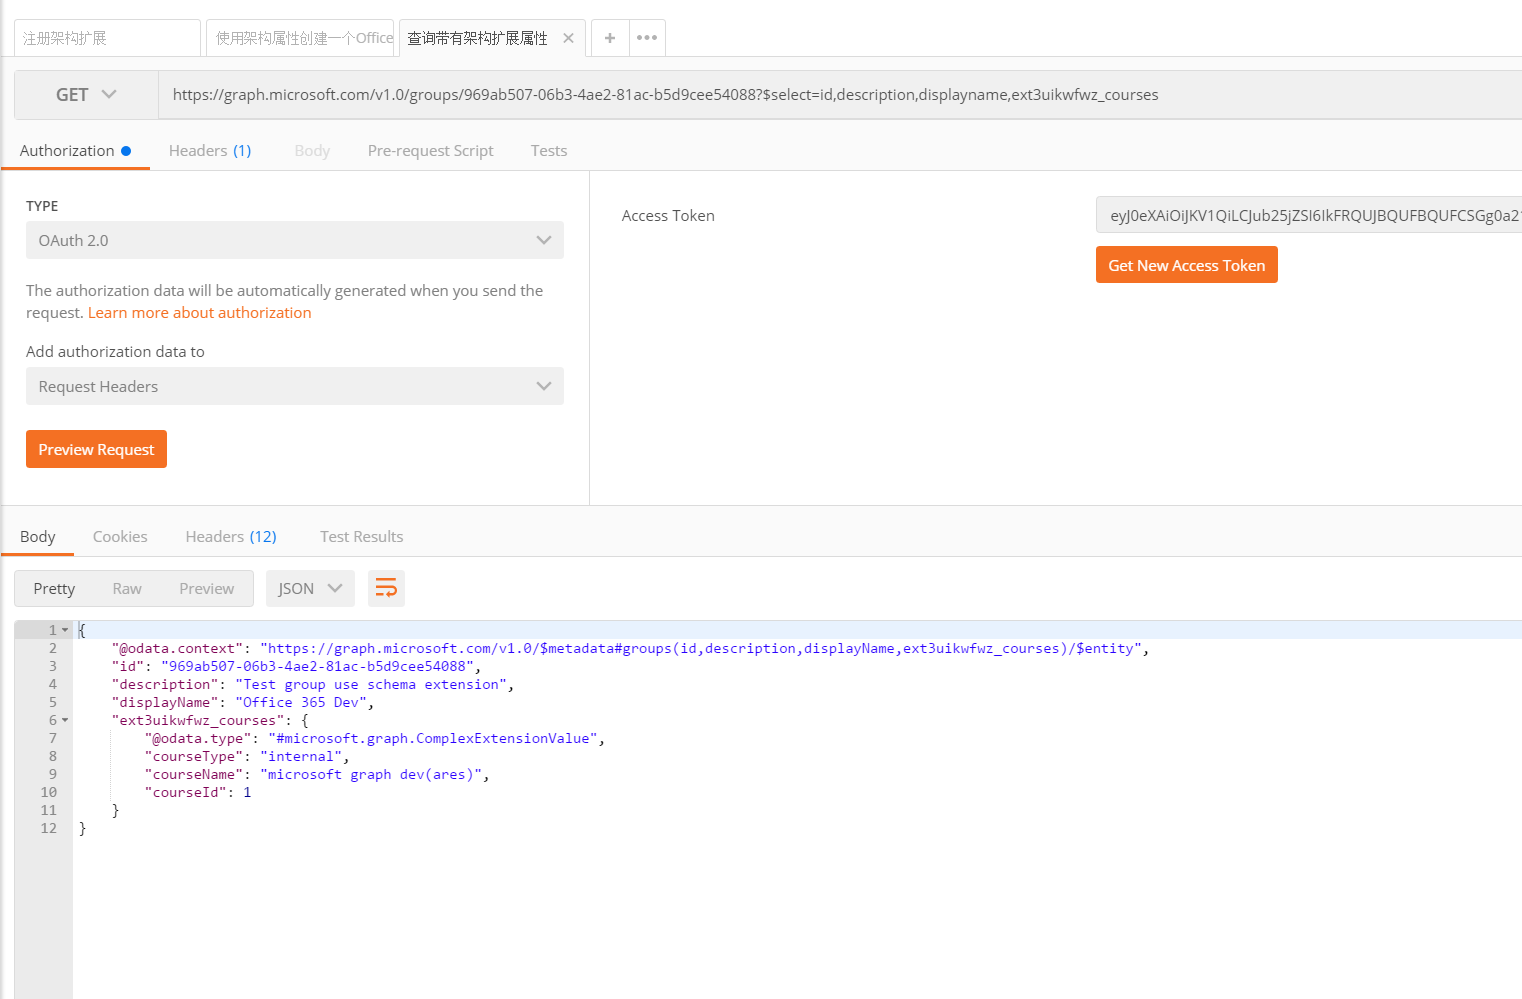 注册架构扩展
使用架构属性创建一个Office
查询带有架构扩展属性
GET
https://graph.microsoft.com/v1.0/groups/969ab507-06b3-4ae2-81ac-b5d9cee54088?$select=id,description,displayname,ext3uikwfwz_courses
Authorization
Headers (1)
Body
Pre-request Script
Tests
TYPE
OAuth 2.0
The authorization data will be automatically generated when you send the
request. Learn more about authorization
Add authorization data to
Request Headers
Preview Request
Access Token
eyJ0eXAiOiJKV1QiLCJub25jZSI6IkFRQUJBQUFBQUFCSGg0a2
Get New Access Token
Body
Cookies
Headers (12)
Test Results
Pretty
Raw
Preview
JSON
1 {
2 "@odata.context": "https://graph.microsoft.com/v1.0/$metadata#groups(id,description,displayName,ext3uikwfwz_courses)/$entity",
3 "id": "969ab507-06b3-4ae2-81ac-b5d9cee54088",
4 "description": "Test group use schema extension",
5 "displayName": "Office 365 Dev",
6 "ext3uikwfwz_courses": {
7 "@odata.type": "#microsoft.graph.ComplexExtensionValue",
8 "courseType": "internal",
9 "courseName": "microsoft graph dev(ares)",
10 "courseId": 1
11 }
12 }